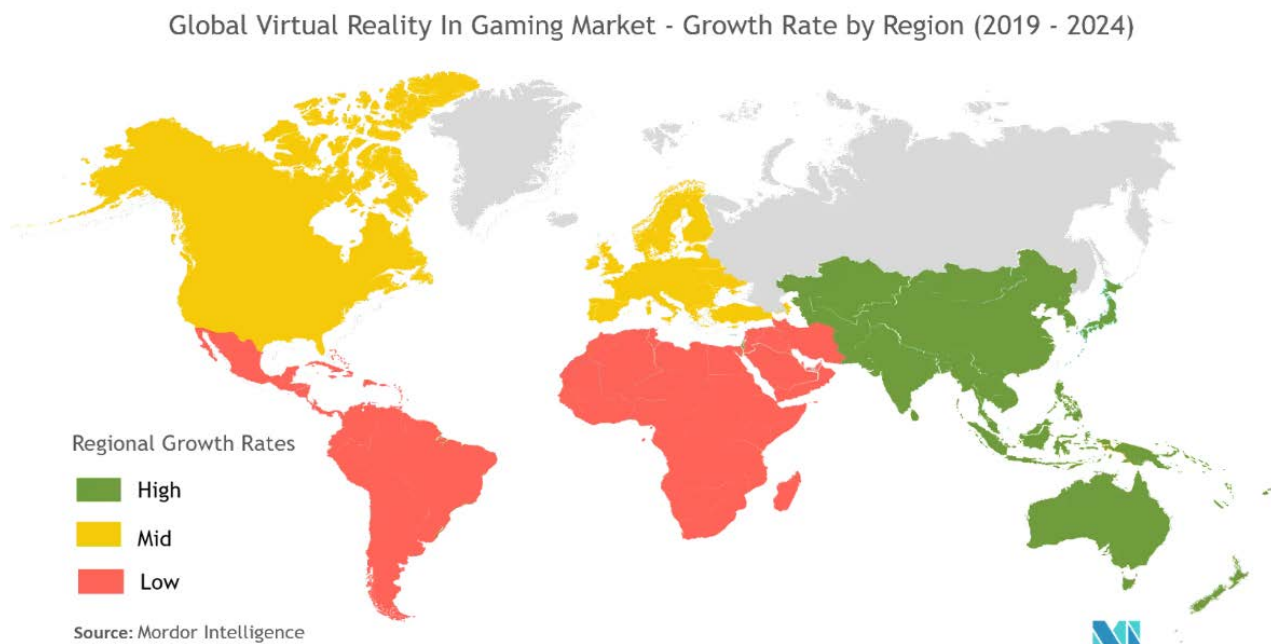 Global Virtual Reality In Gaming Market - Growth Rate by Region (2019 - 2024)
Regional Growth Rates
High
Mid
Low
Source: Mordor Intelligence